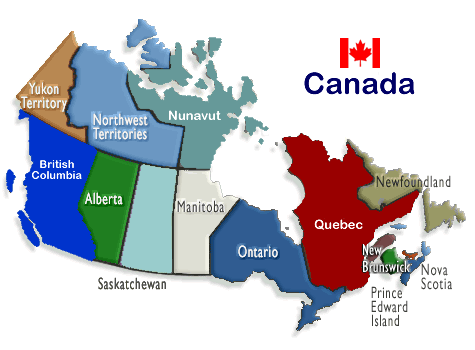 Canada
Yukon
Territory
Northwest
Territories
Nunavut
British
Columbia
Alberta
Saskatchewan
Manitoba
Ontario
Quebec
Newfoundland
New
Brunswick
Nova
Scotia
Prince
Edward
Island